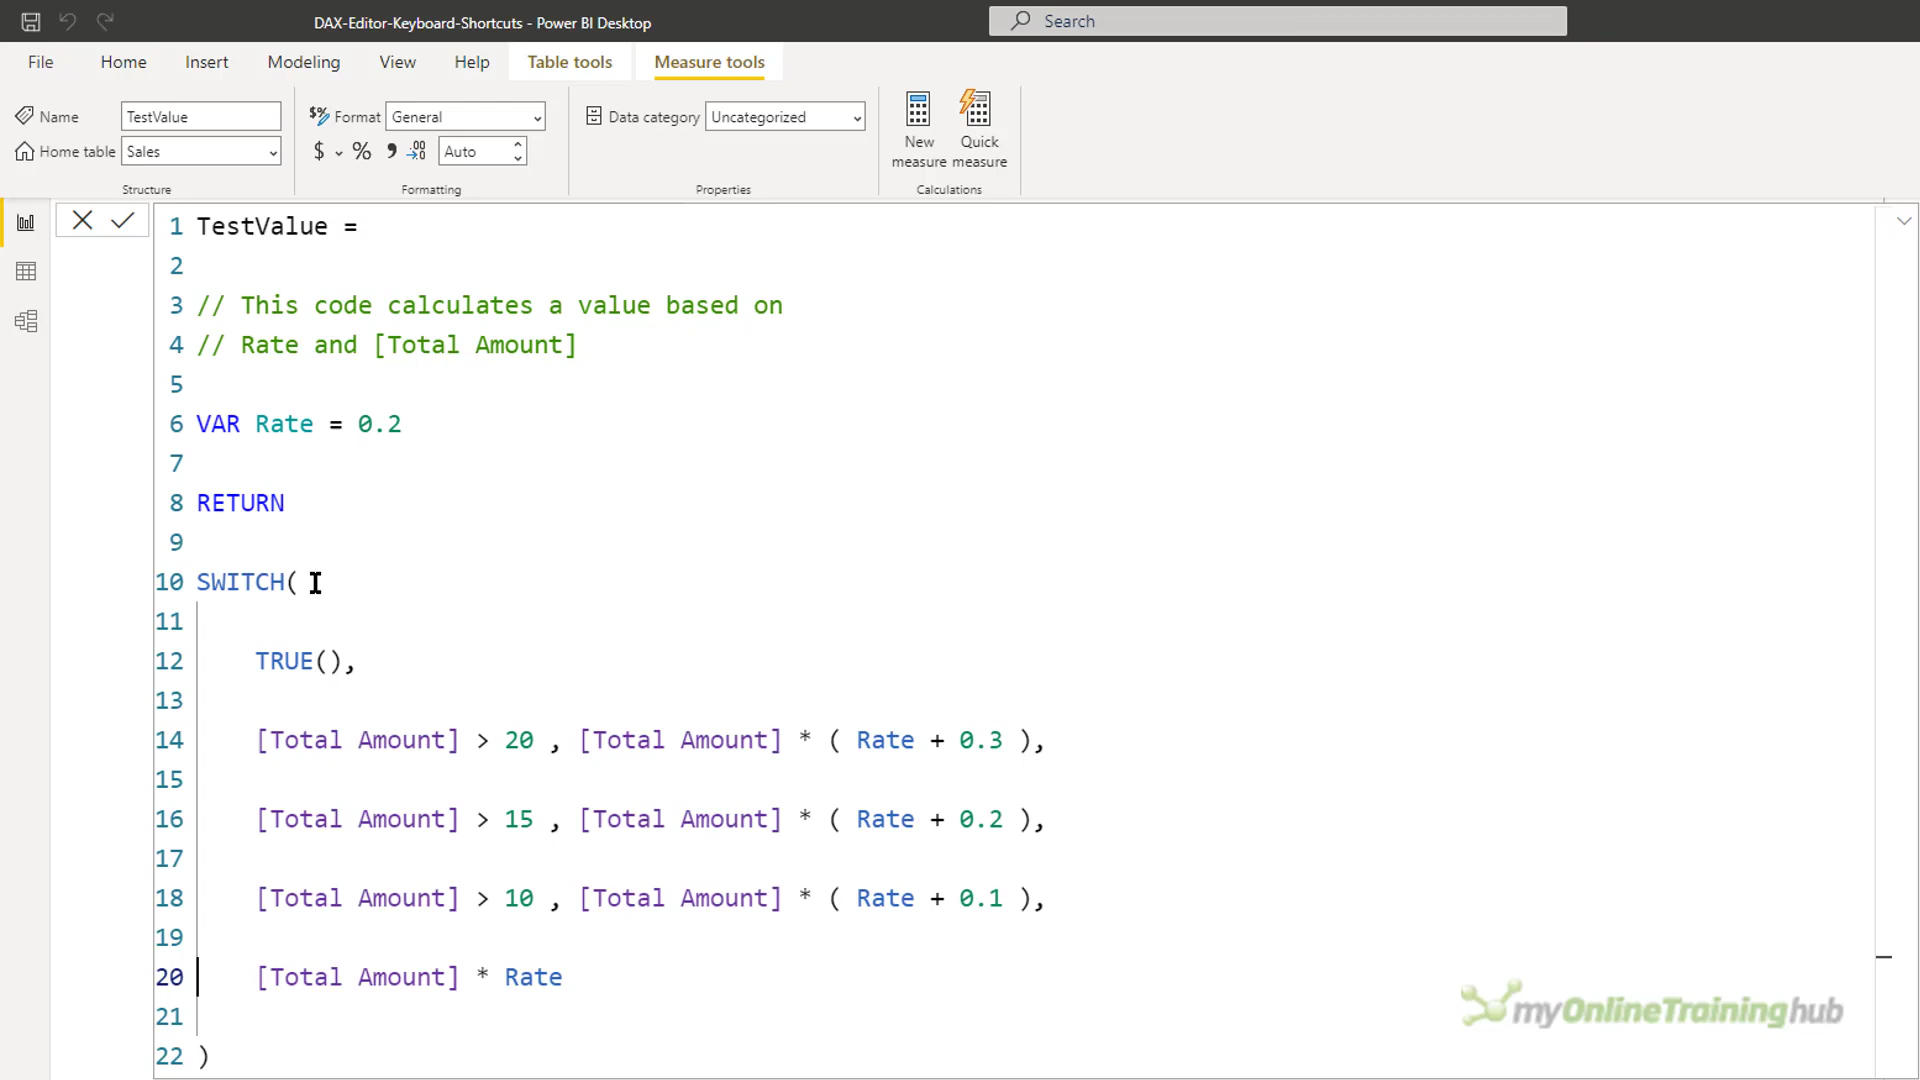 DAX-Editor-Keyboard-Shortcuts - Power BI Desktop
Search
File Home Insert Modeling View Help Table tools Measure tools
Name TestValue
Home table Sales
Structure
$% Format General
$ % , .00 Auto
Formatting
Data category Uncategorized
Properties
New measure
Quick measure
Calculations
1 TestValue =
2
3 // This code calculates a value based on
4 // Rate and [Total Amount]
5
6 VAR Rate = 0.2
7
8 RETURN
9
10 SWITCH(
11
12 TRUE(),
13
14 [Total Amount] > 20 , [Total Amount] * ( Rate + 0.3 ),
15
16 [Total Amount] > 15 , [Total Amount] * ( Rate + 0.2 ),
17
18 [Total Amount] > 10 , [Total Amount] * ( Rate + 0.1 ),
19
20 [Total Amount] * Rate
21
22 )
myOnlineTraininghub